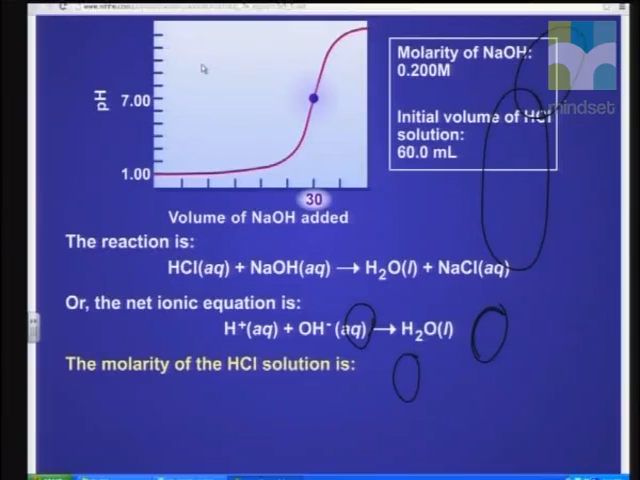 mindset
Molarity of NaOH:
0.200M
Initial volume of HCl
solution:
60.0 mL
pH
7.00
1.00
30
Volume of NaOH added
The reaction is:
HCl(aq) + NaOH(aq) → H₂O(l) + NaCl(aq)
Or, the net ionic equation is:
H⁺(aq) + OH⁻ (aq) → H₂O(l)
The molarity of the HCl solution is: